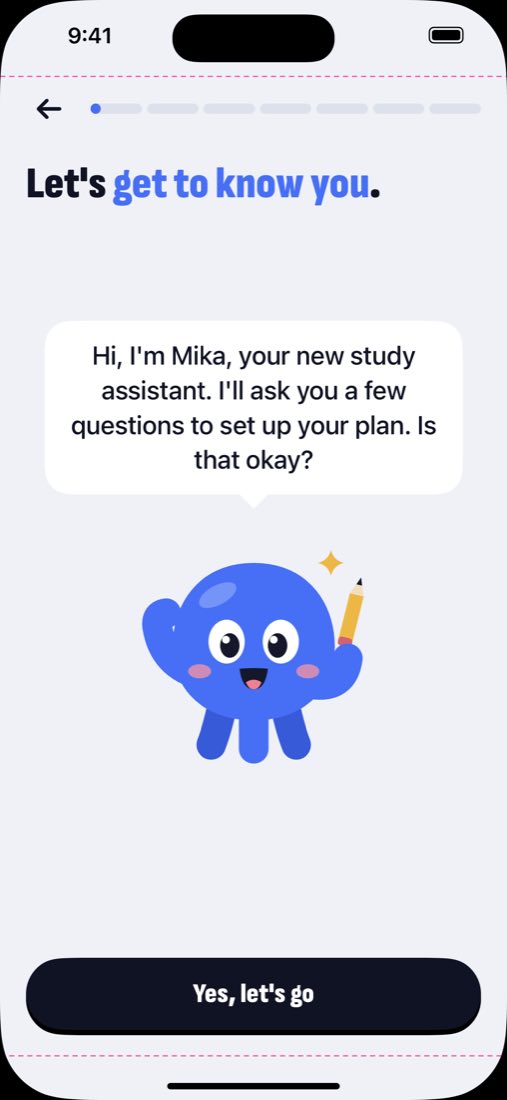 9:41
Let's get to know you.
Hi, I'm Mika, your new study
assistant. I'll ask you a few
questions to set up your plan. Is
that okay?
Yes, let's go